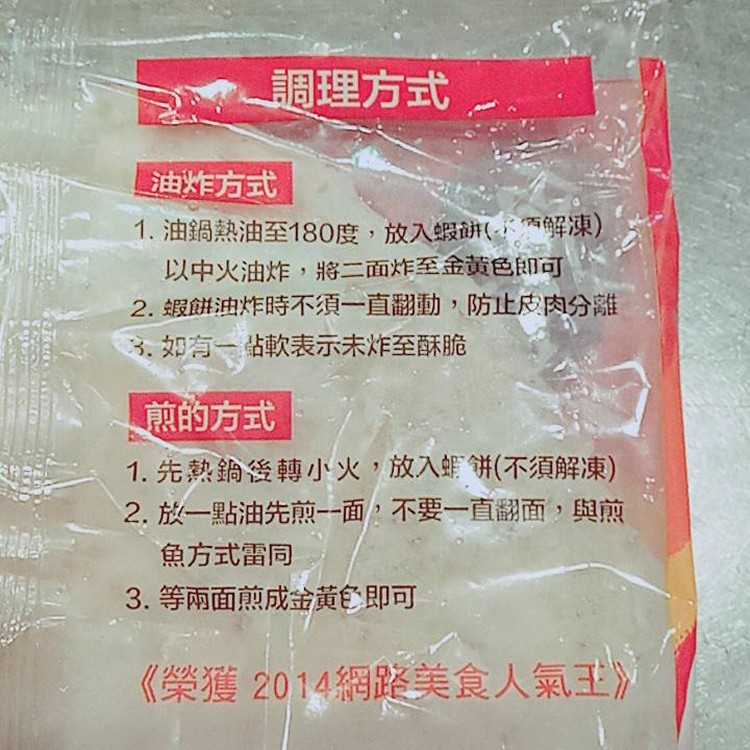 調理方式
油炸方式
1. 油鍋熱油至180度，放入蝦餅(不須解凍)
以中火油炸，將二面炸至金黃色即可
2. 蝦餅油炸時不須一直翻動，防止皮肉分離
3. 如有一點軟表示未炸至酥脆
煎的方式
1. 先熱鍋後轉小火，放入蝦餅(不須解凍)
2. 放一點油先煎一面，不要一直翻面，與煎
魚方式雷同
3. 等兩面煎成金黃色即可
《榮獲 2014網路美食人氣王》